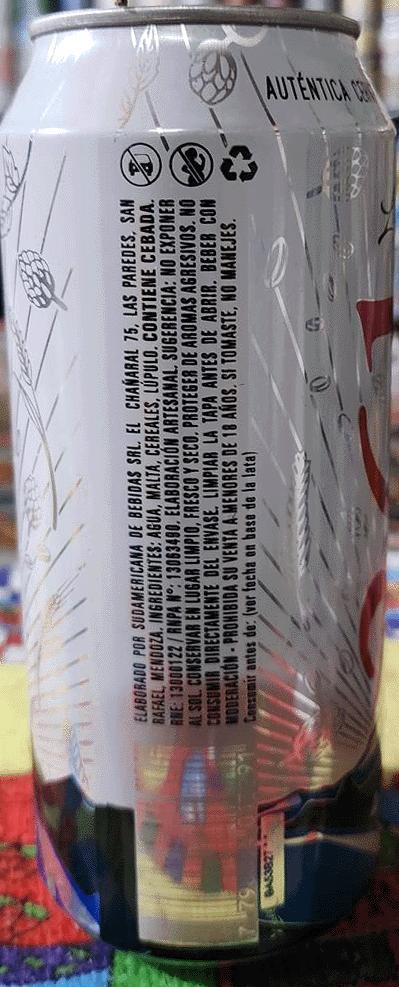 AUTÉNTICA
ELABORADO POR SUDAMERICANA DE BEBIDAS SRL. EL CHAÑARAL 75, LAS PAREDES, SAN
RAFAEL, MENDOZA. INGREDIENTES: AGUA, MALTA, CEREALES, LÚPULO. CONTIENE CEBADA.
RNE: 13000122 / RNPA Nº: 13063490. ELABORACIÓN ARTESANAL. SUGERENCIA: NO EXPONER
AL SOL. CONSERVAR EN LUGAR LIMPIO, FRESCO Y SECO. PROTEGER DE AROMAS AGRESIVOS. NO
CONSUMIR DIRECTAMENTE DEL ENVASE. LIMPIAR LA TAPA ANTES DE ABRIR. BEBER CON
MODERACIÓN - PROHIBIDA SU VENTA A MENORES DE 18 AÑOS. SI TOMASTE, NO MANEJES.
Consumir antes de: (ver fecha en base de la lata)